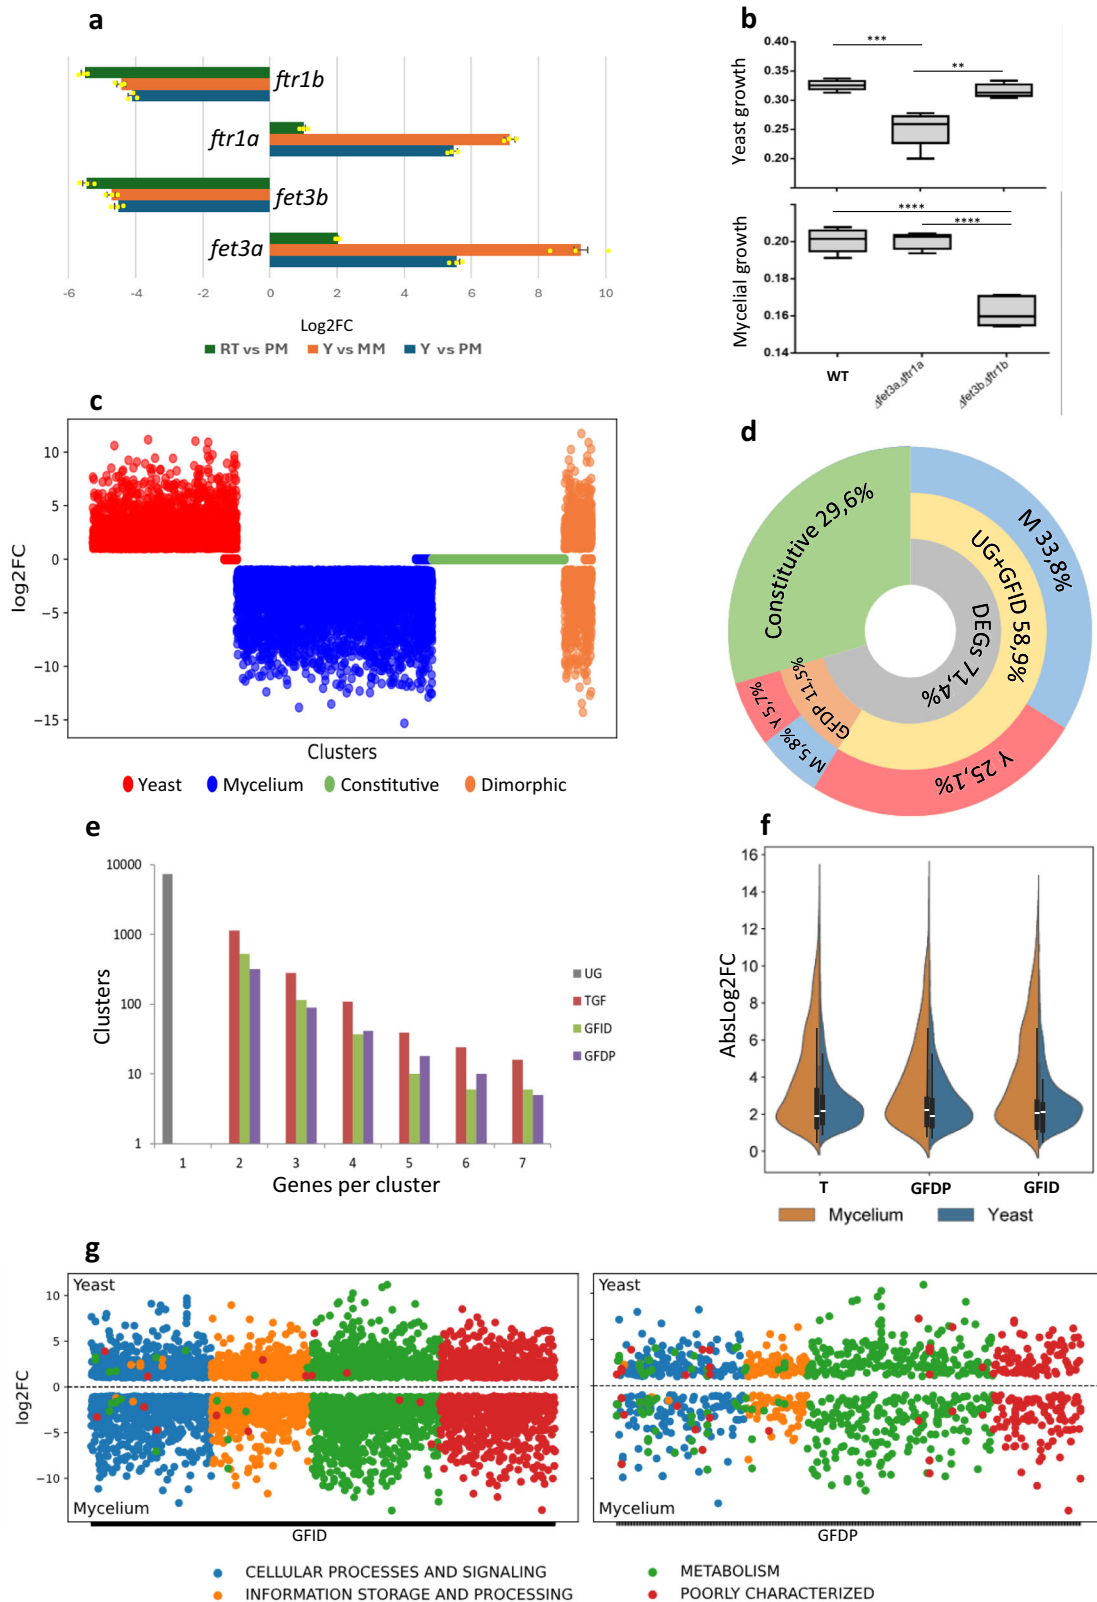 a
ftr1b
ftr1a
fet3b
fet3a
-6 -4 -2 0 2 4 6 8 10
Log2FC
RT vs PM Y vs MM Y vs PM
b
Yeast growth
0.40
0.35
0.30
0.25
0.20
*** **
Mycelial growth
0.20
0.18
0.16
0.14
**** ****
WT Δfet3a,Δftr1a Δfet3b,Δftr1b
c
log2FC
10
5
0
−5
−10
−15
Clusters
Yeast Mycelium Constitutive Dimorphic
d
Constitutive 29,6%
M 33,8%
UG+GFID 58,9%
DEGs 71,4%
GFDP 11,5%
Y 5,7%
M 5,8%
Y 25,1%
e
Clusters
10000
1000
100
10
1
1 2 3 4 5 6 7
Genes per cluster
UG
TGF
GFID
GFDP
f
AbsLog2FC
16
14
12
10
8
6
4
2
0
T GFDP GFID
Mycelium Yeast
g
log2FC
10
5
0
−5
−10
Yeast
Mycelium
GFID
Yeast
Mycelium
GFDP
CELLULAR PROCESSES AND SIGNALING
INFORMATION STORAGE AND PROCESSING
METABOLISM
POORLY CHARACTERIZED